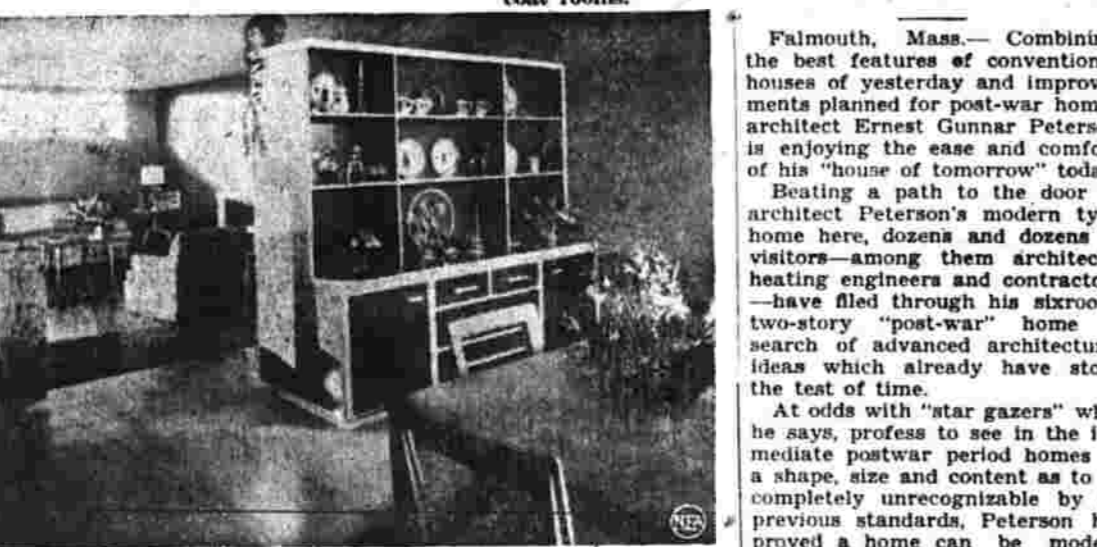 rooms.
NEA
Falmouth, Mass.— Combinin
the best features of convention
houses of yesterday and improv
ments planned for post-war hom
architect Ernest Gunnar Peters
is enjoying the ease and comfo
of his "house of tomorrow" toda
Beating a path to the door
architect Peterson's modern ty
home here, dozens and dozens
visitors—among them architec
heating engineers and contracto
—have filed through his sixroo
two-story "post-war" home
search of advanced architectu
ideas which already have sto
the test of time.
At odds with "star gazers" wh
he says, profess to see in the i
mediate postwar period homes
a shape, size and content as to
completely unrecognizable by
previous standards, Peterson h
proved a home can be mode